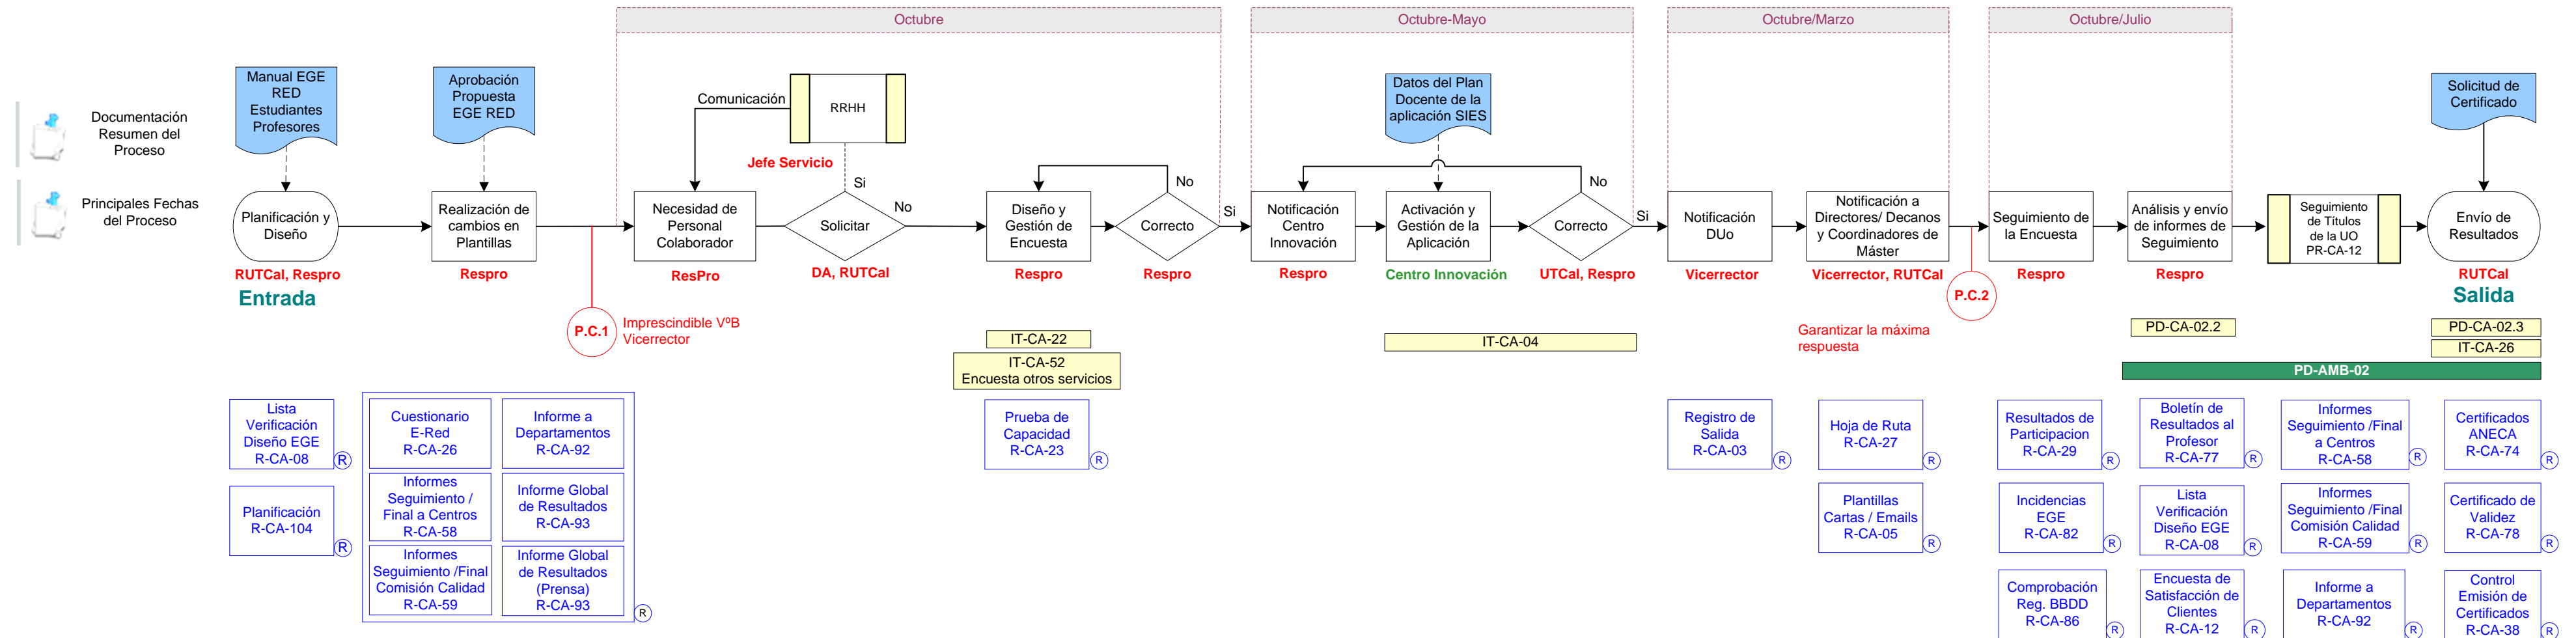 Octubre
Octubre-Mayo
Octubre/Marzo
Octubre/Julio
Documentación
Resumen del
Proceso
Principales Fechas
del Proceso
Manual EGE
RED
Estudiantes
Profesores
Aprobación
Propuesta
EGE RED
Comunicación
RRHH
Jefe Servicio
Datos del Plan
Docente de la
aplicación SIES
Solicitud de
Certificado
Planificación y
Diseño
RUTCal, Respro
Entrada
Realización de
cambios en
Plantillas
Respro
Necesidad de
Personal
Colaborador
ResPro
Si
Solicitar
No
DA, RUTCal
Diseño y
Gestión de
Encuesta
Respro
No
Correcto
Si
Respro
Notificación
Centro
Innovación
Respro
Activación y
Gestión de la
Aplicación
Centro Innovación
No
Correcto
Si
UTCal, Respro
Notificación
DUo
Vicerrector
Notificación a
Directores/ Decanos
y Coordinadores de
Máster
Vicerrector, RUTCal
Seguimiento de
la Encuesta
Respro
Análisis y envío
de informes de
Seguimiento
Respro
Seguimiento
de Títulos
de la UO
PR-CA-12
Envío de
Resultados
RUTCal
Salida
P.C.1
Imprescindible VºB
Vicerrector
P.C.2
Garantizar la máxima
respuesta
IT-CA-22
IT-CA-52
Encuesta otros servicios
IT-CA-04
PD-CA-02.2
PD-CA-02.3
IT-CA-26
PD-AMB-02
Lista
Verificación
Diseño EGE
R-CA-08
R
Planificación
R-CA-104
R
Cuestionario
E-Red
R-CA-26
Informe a
Departamentos
R-CA-92
Informes
Seguimiento /
Final a Centros
R-CA-58
Informe Global
de Resultados
R-CA-93
Informes
Seguimiento /Final
Comisión Calidad
R-CA-59
Informe Global
de Resultados
(Prensa)
R-CA-93
R
Prueba de
Capacidad
R-CA-23
R
Registro de
Salida
R-CA-03
R
Hoja de Ruta
R-CA-27
R
Plantillas
Cartas / Emails
R-CA-05
R
Resultados de
Participacion
R-CA-29
R
Incidencias
EGE
R-CA-82
R
Comprobación
Reg. BBDD
R-CA-86
R
Boletín de
Resultados al
Profesor
R-CA-77
R
Lista
Verificación
Diseño EGE
R-CA-08
R
Encuesta de
Satisfacción de
Clientes
R-CA-12
R
Informes
Seguimiento /Final
a Centros
R-CA-58
R
Informes
Seguimiento /Final
Comisión Calidad
R-CA-59
R
Informe a
Departamentos
R-CA-92
R
Certificados
ANECA
R-CA-74
R
Certificado de
Validez
R-CA-78
R
Control
Emisión de
Certificados
R-CA-38
R